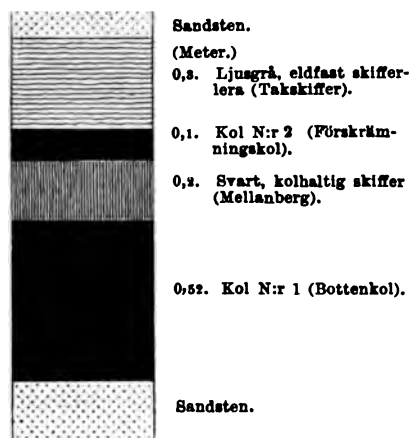 Sandsten.
(Meter.)
0,3. Ljusgrå, eldfast skiffer-
lera (Takskiffer).
0,1. Kol N:r 2 (Förskräm-
ningskol).
0,2. Svart, kolhaltig skiffer
(Mellanberg).
0,52. Kol N:r 1 (Bottenkol).
Sandsten.